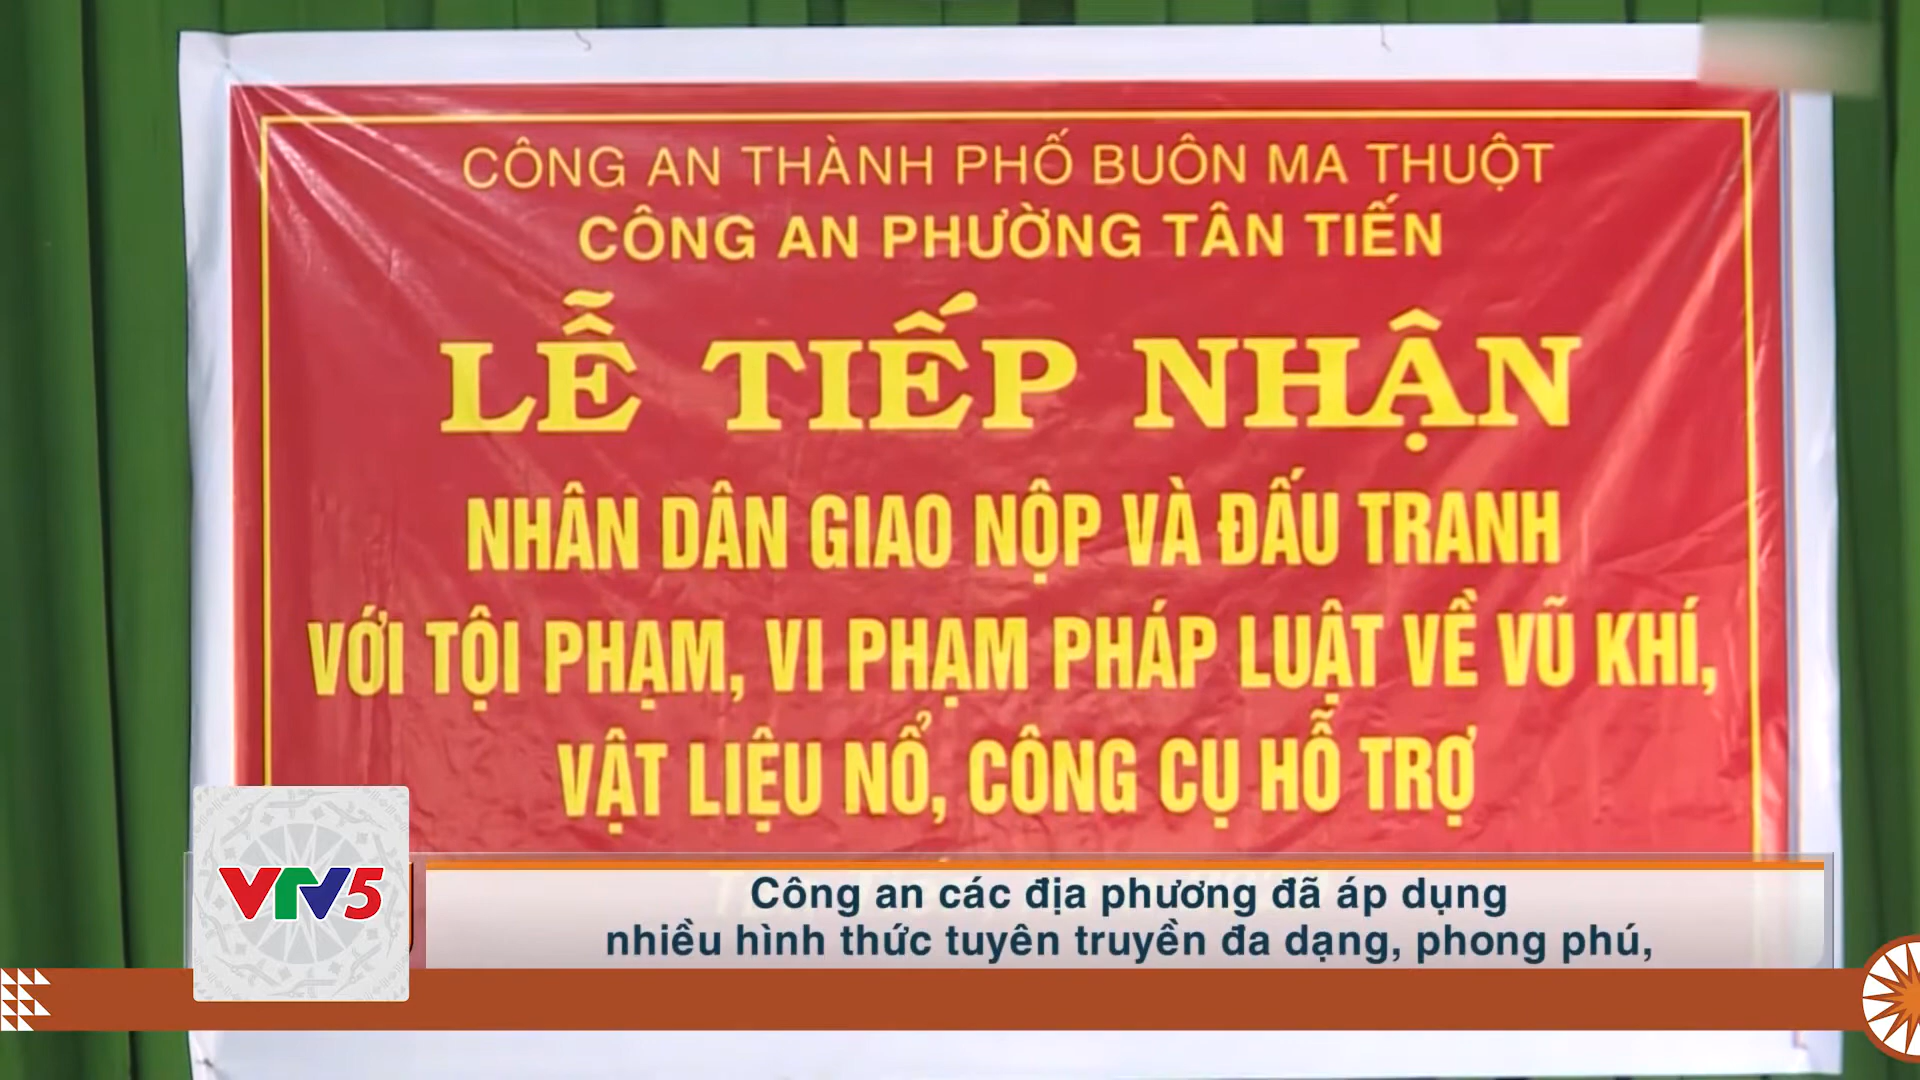 CÔNG AN THÀNH PHỐ BUÔN MA THUỘT
CÔNG AN PHƯỜNG TÂN TIẾN
LỄ TIẾP NHẬN
NHÂN DÂN GIAO NỘP VÀ ĐẤU TRANH
VỚI TỘI PHẠM, VI PHẠM PHÁP LUẬT VỀ VŨ KHÍ,
VẬT LIỆU NỔ, CÔNG CỤ HỖ TRỢ
VTV5
Công an các địa phương đã áp dụng
nhiều hình thức tuyên truyền đa dạng, phong phú,